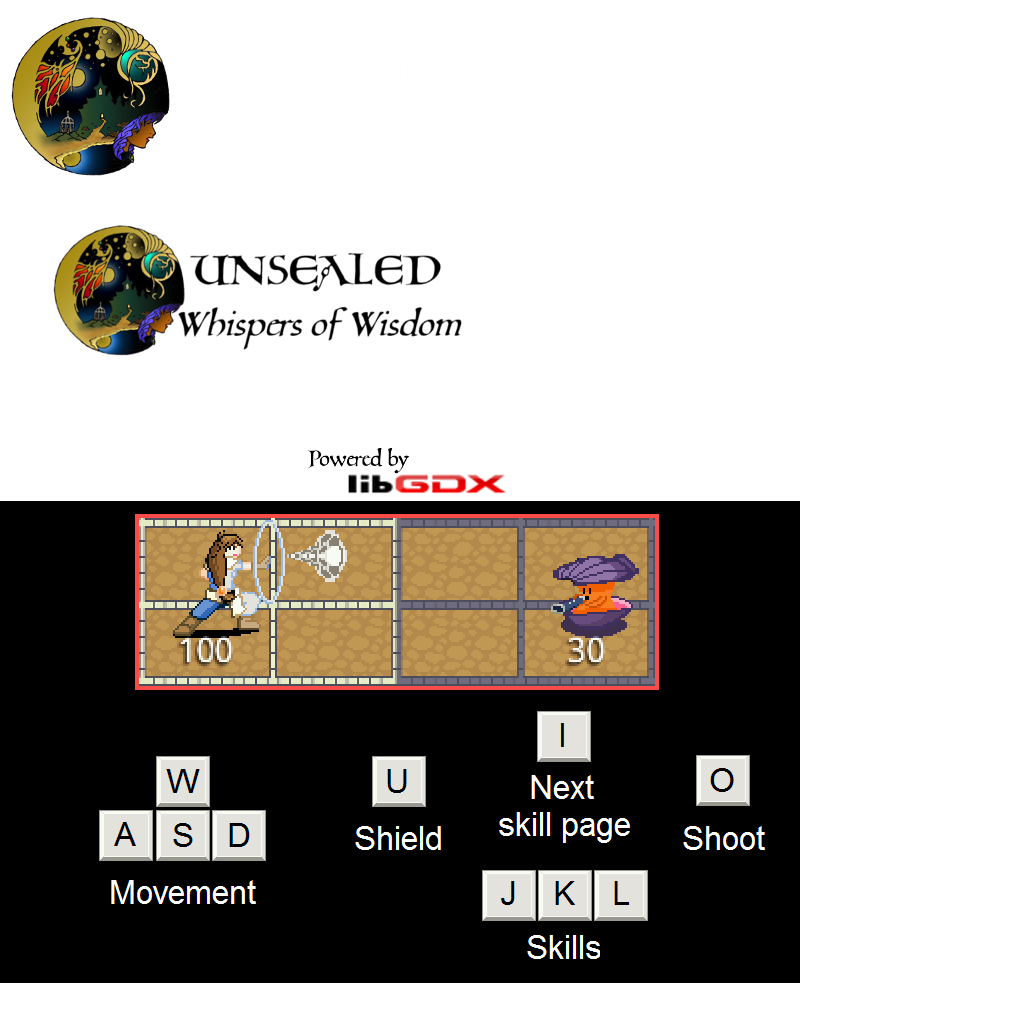 UNSEALED
Whispers of Wisdom
Powered by
libGDX
100
30
I
W
U
O
Next
skill page
A S D
Shield
Shoot
Movement
J K L
Skills